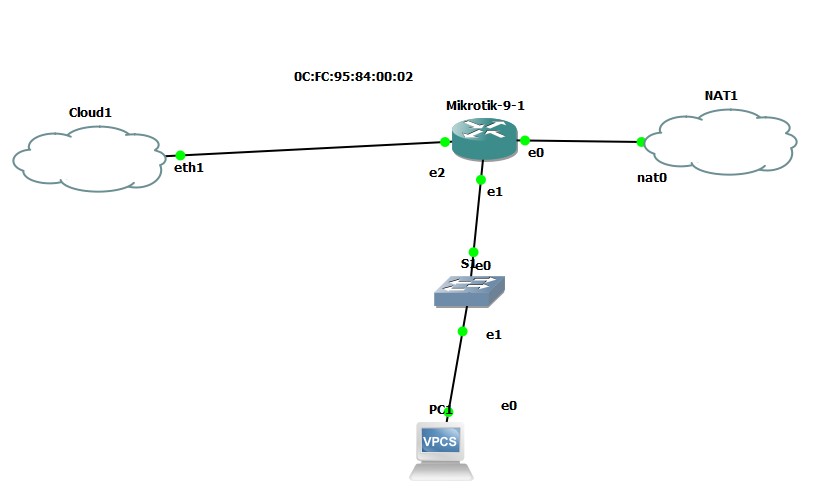 0C:FC:95:84:00:02
Cloud1
Mikrotik-9-1
NAT1
eth1
e2
e0
nat0
e1
S1
e0
e1
PC1
e0
VPCS